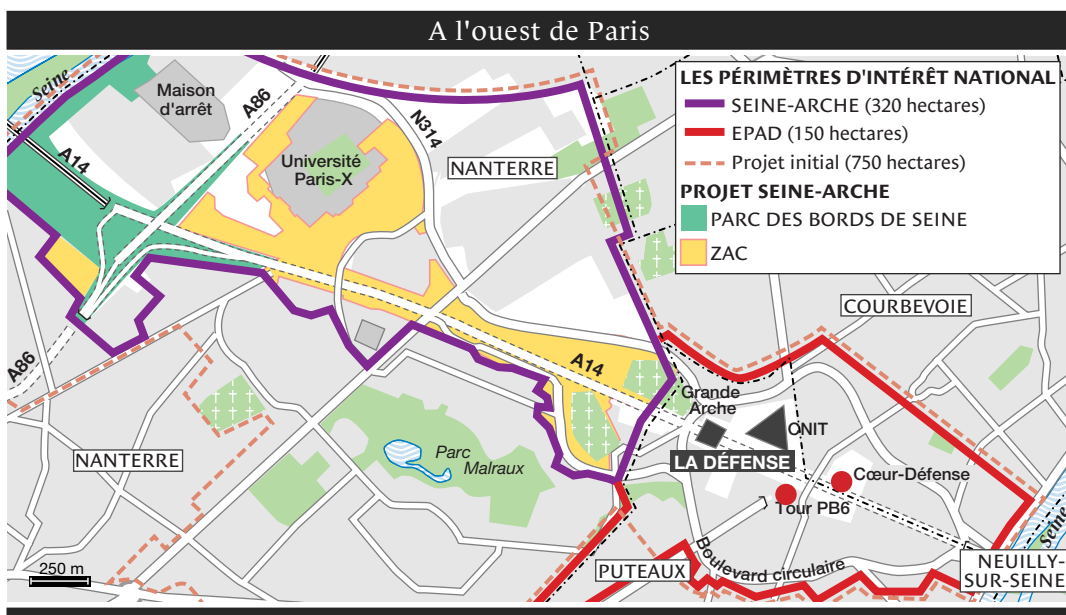 A l'ouest de Paris
LES PÉRIMÈTRES D'INTÉRÊT NATIONAL
SEINE-ARCHE (320 hectares)
EPAD (150 hectares)
Projet initial (750 hectares)
PROJET SEINE-ARCHE
PARC DES BORDS DE SEINE
ZAC
Seine
Maison
d'arrêt
A86
N314
A14
Université
Paris-X
NANTERRE
COURBEVOIE
A86
A14
Grande
Arche
CNIT
LA DÉFENSE
NANTERRE
Parc
Malraux
Cœur-Défense
Tour PB6
Seine
Boulevard circulaire
PUTEAUX
NEUILLY-
SUR-SEINE
250 m